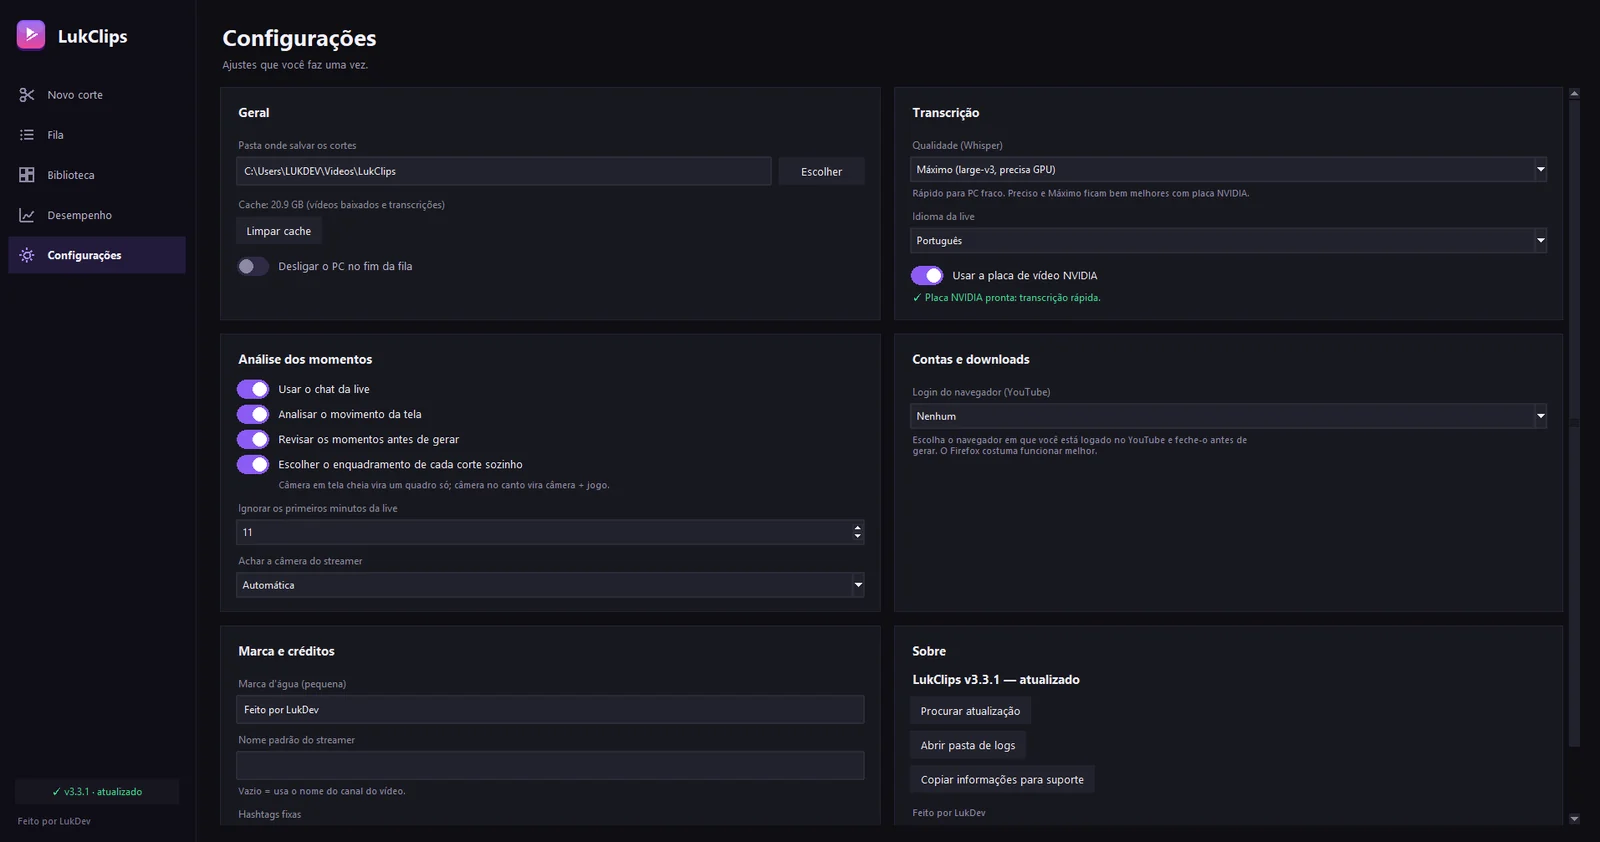 LukClips
Novo corte
Fila
Biblioteca
Desempenho
Configurações
✓ v3.3.1 · atualizado
Feito por LukDev
Configurações
Ajustes que você faz uma vez.
Geral
Pasta onde salvar os cortes
C:\Users\LUKDEV\Videos\LukClips
Escolher
Cache: 20.9 GB (vídeos baixados e transcrições)
Limpar cache
Desligar o PC no fim da fila
Transcrição
Qualidade (Whisper)
Máximo (large-v3, precisa GPU)
Rápido para PC fraco. Preciso e Máximo ficam bem melhores com placa NVIDIA.
Idioma da live
Português
Usar a placa de vídeo NVIDIA
✓ Placa NVIDIA pronta: transcrição rápida.
Análise dos momentos
Usar o chat da live
Analisar o movimento da tela
Revisar os momentos antes de gerar
Escolher o enquadramento de cada corte sozinho
Câmera em tela cheia vira um quadro só; câmera no canto vira câmera + jogo.
Ignorar os primeiros minutos da live
11
Achar a câmera do streamer
Automática
Contas e downloads
Login do navegador (YouTube)
Nenhum
Escolha o navegador em que você está logado no YouTube e feche-o antes de
gerar. O Firefox costuma funcionar melhor.
Marca e créditos
Marca d'água (pequena)
Feito por LukDev
Nome padrão do streamer
Vazio = usa o nome do canal do vídeo.
Hashtags fixas
Sobre
LukClips v3.3.1 — atualizado
Procurar atualização
Abrir pasta de logs
Copiar informações para suporte
Feito por LukDev